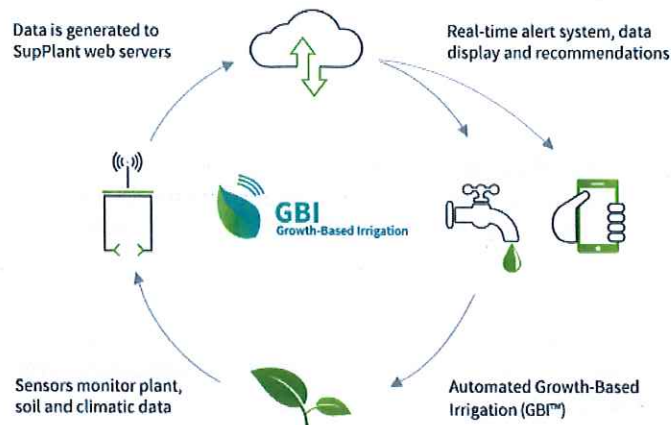 Data is generated to
SupPlant web servers
Real-time alert system, data
display and recommendations
GBI
Growth-Based Irrigation
Sensors monitor plant,
soil and climatic data
Automated Growth-Based
Irrigation (GBI™)